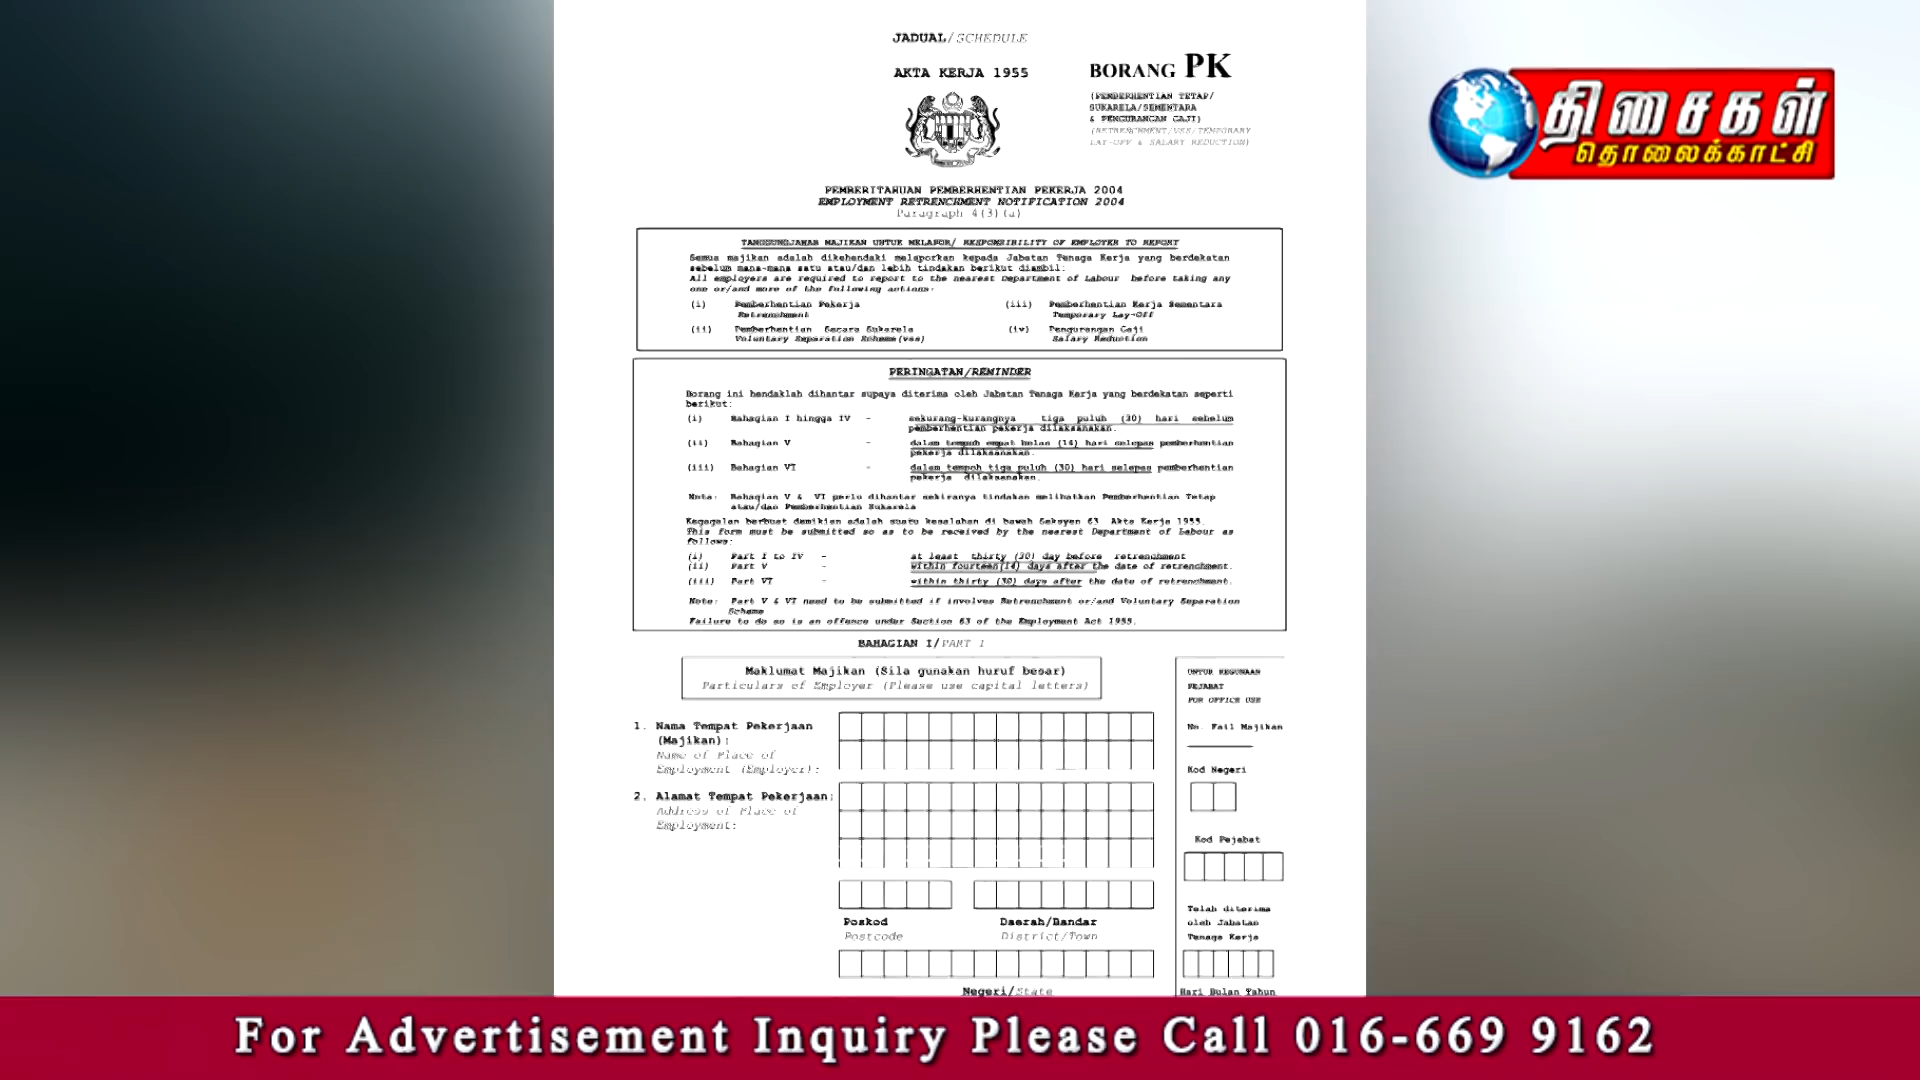 JADUAL/SCHEDULE
AKTA KERJA 1955
BORANG PK
(PEMBERHENTIAN TETAP/
SUKARELA/SEMENTARA
& PENGURANGAN GAJI)
(RETRENCHMENT/VSS/TEMPORARY
LAY-OFF & SALARY REDUCTION)
திசைகள்
தொலைக்காட்சி
PEMBERITAHUAN PEMBERHENTIAN PEKERJA 2004
EMPLOYMENT RETRENCHMENT NOTIFICATION 2004
Paragraph 4(3)(a)
TANGGUNGJAWAB MAJIKAN UNTUK MELAPOR/ RESPONSIBILITY OF EMPLOYER TO REPORT
Semua majikan adalah dikehendaki melaporkan kepada Jabatan Tenaga Kerja yang berdekatan
sebelum mana-mana satu atau/dan lebih tindakan berikut diambil:
All employers are required to report to the nearest Department of Labour before taking any
one or/and more of the following actions:
(i) Pemberhentian Pekerja
Retrenchment
(iii) Pemberhentian Kerja Sementara
Temporary Lay-Off
(ii) Pemberhentian Secara Sukarela
Voluntary Separation Scheme(vss)
(iv) Pengurangan Gaji
Salary Reduction
PERINGATAN/REMINDER
Borang ini hendaklah dihantar supaya diterima oleh Jabatan Tenaga Kerja yang berdekatan seperti
berikut:
(i) Bahagian I hingga IV - sekurang-kurangnya tiga puluh (30) hari sebelum
pemberhentian pekerja dilaksanakan.
(ii) Bahagian V - dalam tempoh empat belas (14) hari selepas pemberhentian
pekerja dilaksanakan.
(iii) Bahagian VI - dalam tempoh tiga puluh (30) hari selepas pemberhentian
pekerja dilaksanakan.
Nota: Bahagian V & VI perlu dihantar sekiranya tindakan melibatkan Pemberhentian Tetap
atau/dan Pemberhentian Sukarela
Kegagalan berbuat demikian adalah suatu kesalahan di bawah Seksyen 63 Akta Kerja 1955.
This form must be submitted so as to be received by the nearest Department of Labour as
follows:
(i) Part I to IV - at least thirty (30) day before retrenchment
(ii) Part V - within fourteen(14) days after the date of retrenchment.
(iii) Part VI - within thirty (30) days after the date of retrenchment.
Note: Part V & VI need to be submitted if involves Retrenchment or/and Voluntary Separation
Scheme
Failure to do so is an offence under Section 63 of the Employment Act 1955.
BAHAGIAN I/PART I
Maklumat Majikan (Sila gunakan huruf besar)
Particulars of Employer (Please use capital letters)
UNTUK KEGUNAAN
PEJABAT
FOR OFFICE USE
No. Fail Majikan
1. Nama Tempat Pekerjaan
(Majikan):
Name of Place of
Employment (Employer):
Kod Negeri
2. Alamat Tempat Pekerjaan:
Address of Place of
Employment:
Kod Pejabat
Poskod
Postcode
Daerah/Bandar
District/Town
Telah diterima
oleh Jabatan
Tenaga Kerja
Negeri/State
Hari Bulan Tahun
For Advertisement Inquiry Please Call 016-669 9162